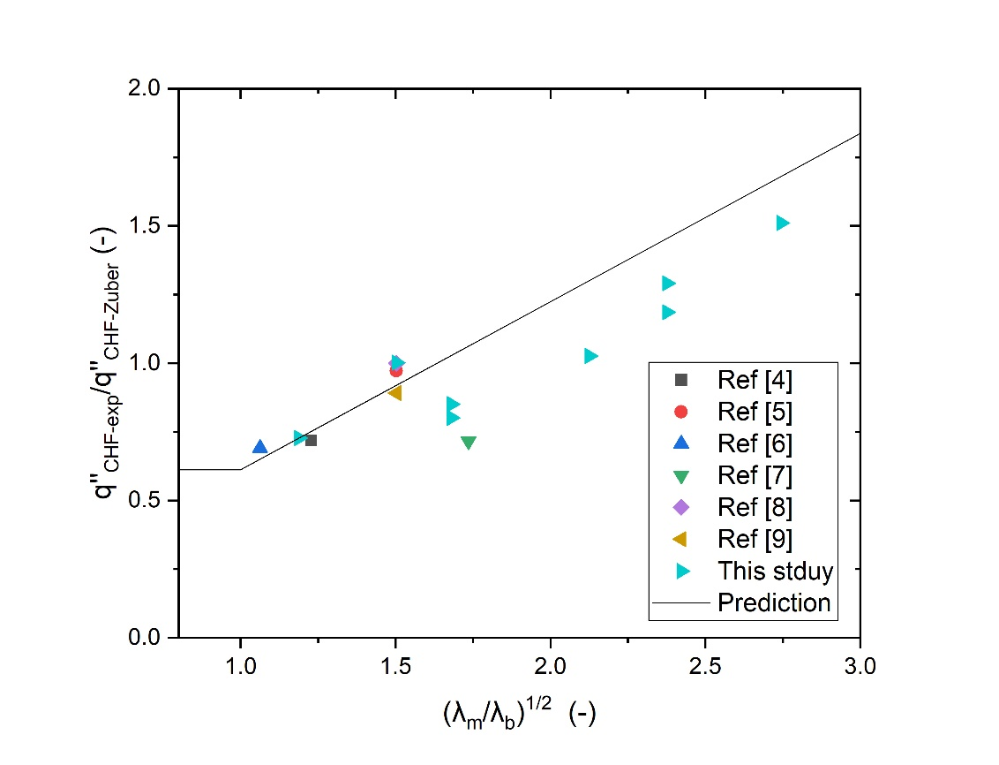 2.0
1.5
1.0
0.5
0.0
q"CHF-exp/q"CHF-Zuber (-)
Ref [4]
Ref [5]
Ref [6]
Ref [7]
Ref [8]
Ref [9]
This stduy
Prediction
1.0 1.5 2.0 2.5 3.0
(λm/λb)1/2 (-)